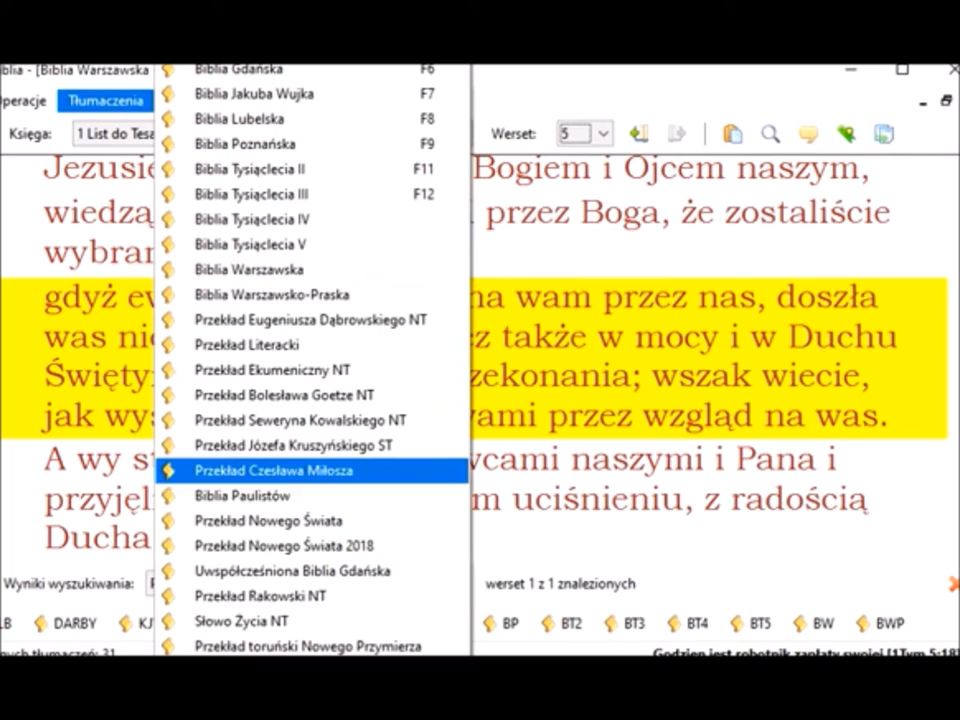 blia - [Biblia Warszawska
Operacje Tłumaczenia
Księga: 1 List do Tesa Werset: 5
Biblia Gdańska F6
Biblia Jakuba Wujka F7
Biblia Lubelska F8
Biblia Poznańska F9
Biblia Tysiąclecia II F11
Biblia Tysiąclecia III F12
Biblia Tysiąclecia IV
Biblia Tysiąclecia V
Biblia Warszawska
Biblia Warszawsko-Praska
Przekład Eugeniusza Dąbrowskiego NT
Przekład Literacki
Przekład Ekumeniczny NT
Przekład Bolesława Goetze NT
Przekład Seweryna Kowalskiego NT
Przekład Józefa Kruszyńskiego ST
Przekład Czesława Miłosza
Biblia Paulistów
Przekład Nowego Świata
Przekład Nowego Świata 2018
Uwspółcześniona Biblia Gdańska
Przekład Rakowski NT
Słowo Życia NT
Przekład toruński Nowego Przymierza
Jezusie Bogiem i Ojcem naszym,
wiedzą przez Boga, że zostaliście
wybran
gdyż ew na wam przez nas, doszła
was nie cz także w mocy i w Duchu
Święty zekonania; wszak wiecie,
jak wys wami przez wzgląd na was.
A wy st wcami naszymi i Pana i
przyjęli m uciśnieniu, z radością
Ducha
Wyniki wyszukiwania: werset 1 z 1 znalezionych
LB DARBY KJ BP BT2 BT3 BT4 BT5 BW BWP
nych tłumaczeń: 31 Godzien jest robotnik zapłaty swojej [1Tym 5:18]